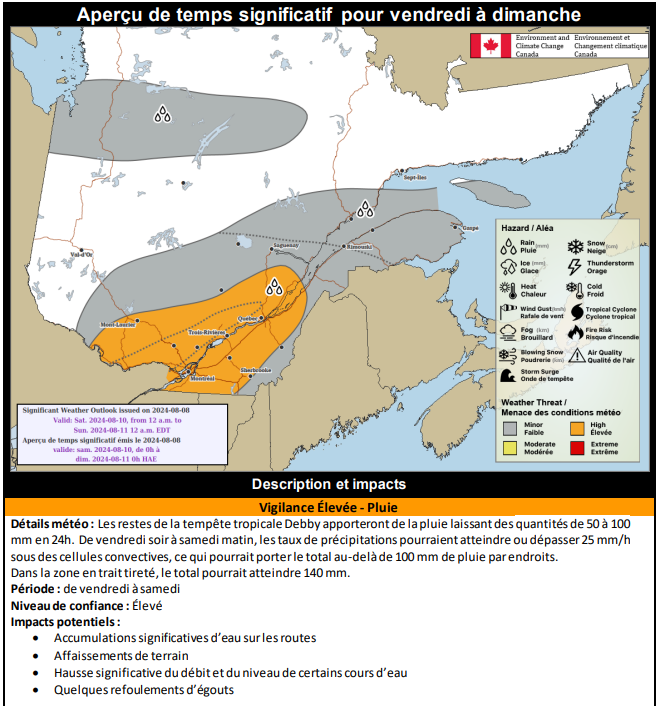 Aperçu de temps significatif pour vendredi à dimanche
Environment and Climate Change Canada
Environnement et Changement climatique Canada
Sept-Iles
Gaspe
Rimouski
Saguenay
Val-d'Or
Mont-Laurier
Quebec
Trois-Rivieres
Sherbrooke
Montreal
Hazard / Aléa
Rain (mm)
Pluie
Snow (cm)
Neige
Ice (mm)
Glace
Thunderstorm
Orage
Heat
Chaleur
Cold
Froid
Wind Gust (km/h)
Rafale de vent
Tropical Cyclone
Cyclone tropical
Fog (km)
Brouillard
Fire Risk
Risque d'incendie
Blowing Snow
Poudrerie (km)
Air Quality
Qualité de l'air
Storm Surge
Onde de tempête
Weather Threat /
Menace des conditions météo
Minor
Faible
High
Élevée
Moderate
Modérée
Extreme
Extrême
Significant Weather Outlook issued on 2024-08-08
Valid: Sat. 2024-08-10, from 12 a.m. to
Sun. 2024-08-11 12 a.m. EDT
Aperçu de temps significatif émis le 2024-08-08
valide: sam. 2024-08-10, de 0h à
dim. 2024-08-11 0h HAE
Description et impacts
Vigilance Élevée - Pluie
Détails météo : Les restes de la tempête tropicale Debby apporteront de la pluie laissant des quantités de 50 à 100
mm en 24h. De vendredi soir à samedi matin, les taux de précipitations pourraient atteindre ou dépasser 25 mm/h
sous des cellules convectives, ce qui pourrait porter le total au-delà de 100 mm de pluie par endroits.
Dans la zone en trait tireté, le total pourrait atteindre 140 mm.
Période : de vendredi à samedi
Niveau de confiance : Élevé
Impacts potentiels :
• Accumulations significatives d'eau sur les routes
• Affaissements de terrain
• Hausse significative du débit et du niveau de certains cours d'eau
• Quelques refoulements d'égouts